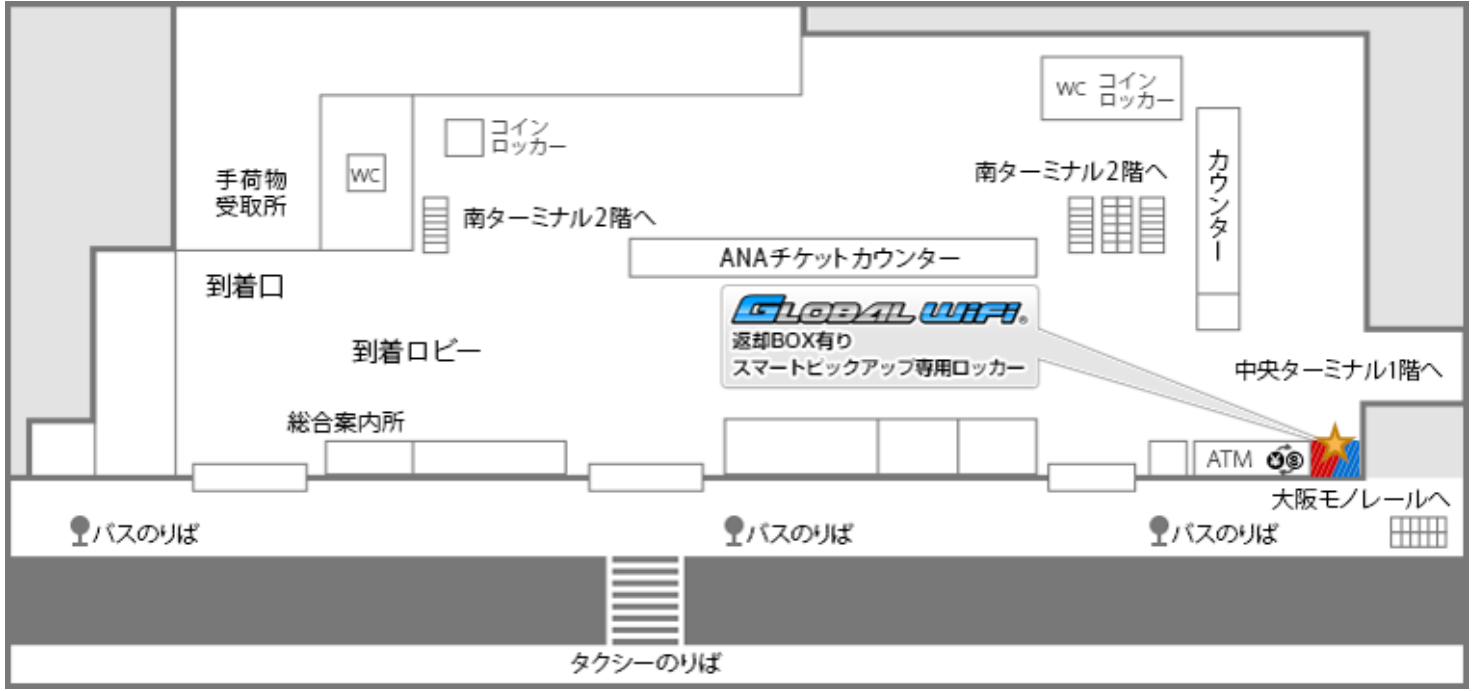 WC コイン
ロッカー
コイン
ロッカー
手荷物
受取所
WC
南ターミナル2階へ
カウンター
南ターミナル2階へ
ANAチケットカウンター
到着口
GLOBAL WiFi®
返却BOX有り
スマートピックアップ専用ロッカー
到着ロビー
中央ターミナル1階へ
総合案内所
ATM ¥$
大阪モノレールへ
バスのりば
バスのりば
バスのりば
タクシーのりば